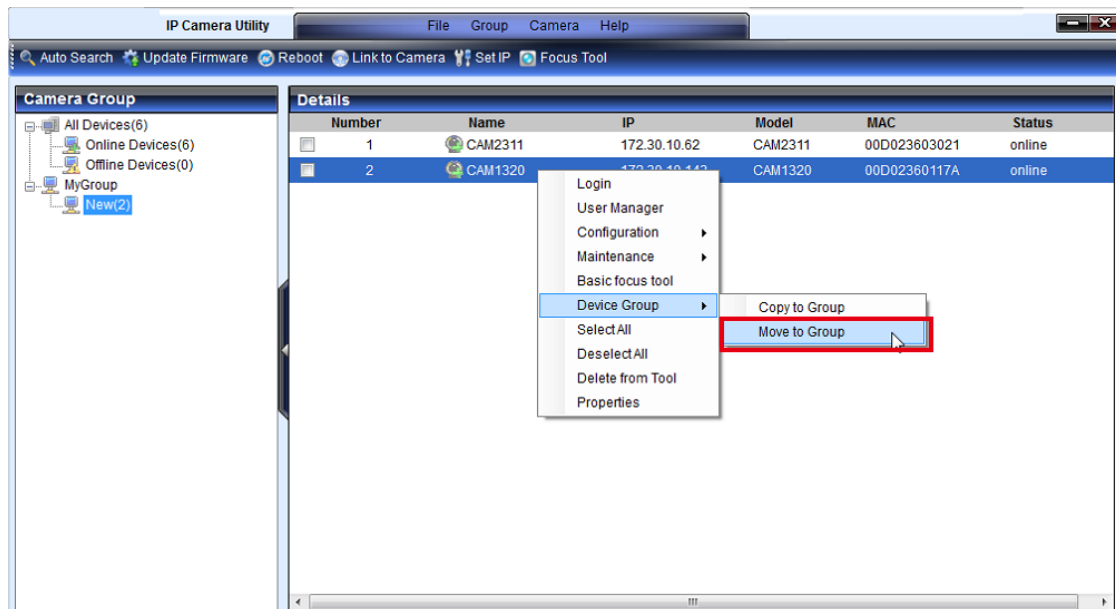 IP Camera Utility File Group Camera Help
Auto Search Update Firmware Reboot Link to Camera Set IP Focus Tool
Camera Group
All Devices(6)
Online Devices(6)
Offline Devices(0)
MyGroup
New(2)
Details
Number Name IP Model MAC Status
1 CAM2311 172.30.10.62 CAM2311 00D023603021 online
2 CAM1320 CAM1320 00D02360117A online
Login
User Manager
Configuration
Maintenance
Basic focus tool
Device Group
Select All
Deselect All
Delete from Tool
Properties
Copy to Group
Move to Group